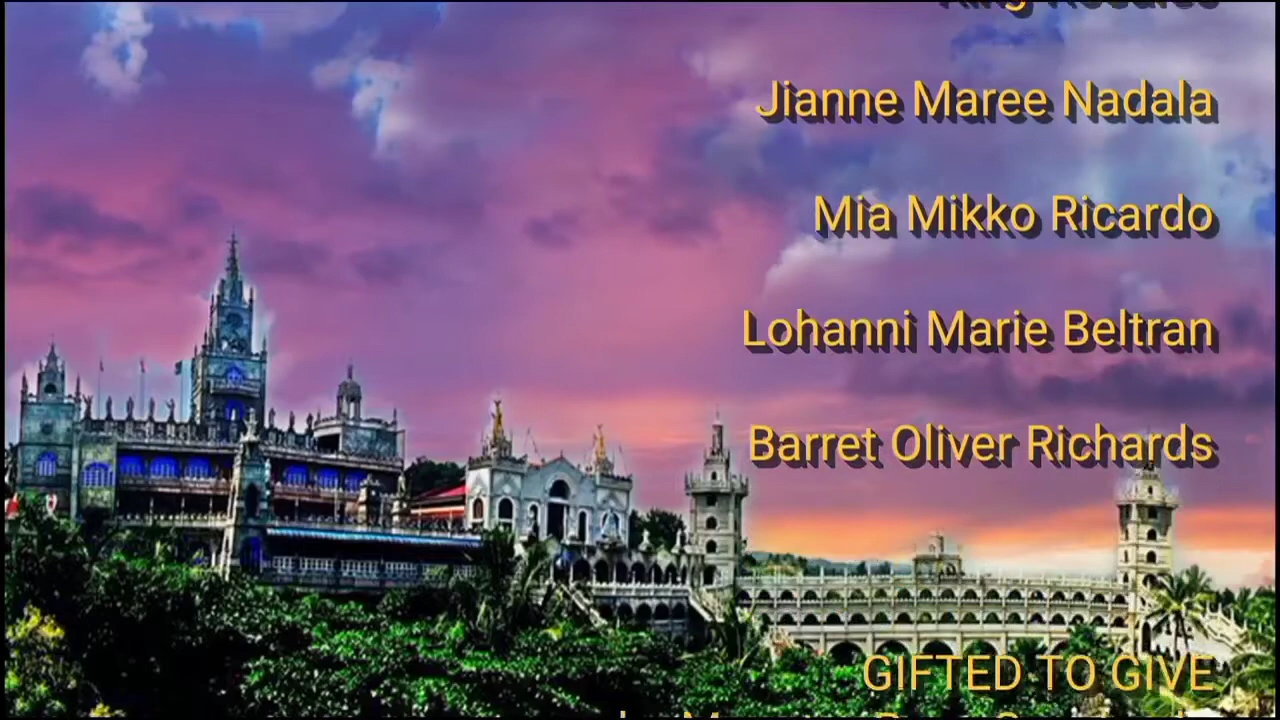 Jianne Maree Nadala
Mia Mikko Ricardo
Lohanni Marie Beltran
Barret Oliver Richards
GIFTED TO GIVE